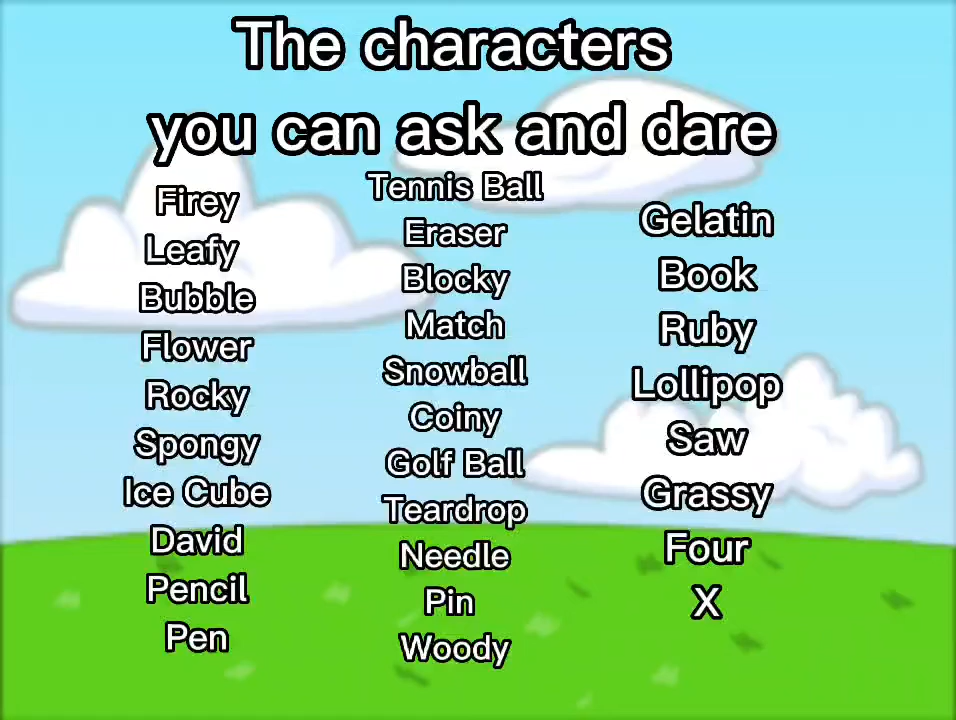 The characters
you can ask and dare
Firey
Leafy
Bubble
Flower
Rocky
Spongy
Ice Cube
David
Pencil
Pen
Tennis Ball
Eraser
Blocky
Match
Snowball
Coiny
Golf Ball
Teardrop
Needle
Pin
Woody
Gelatin
Book
Ruby
Lollipop
Saw
Grassy
Four
X